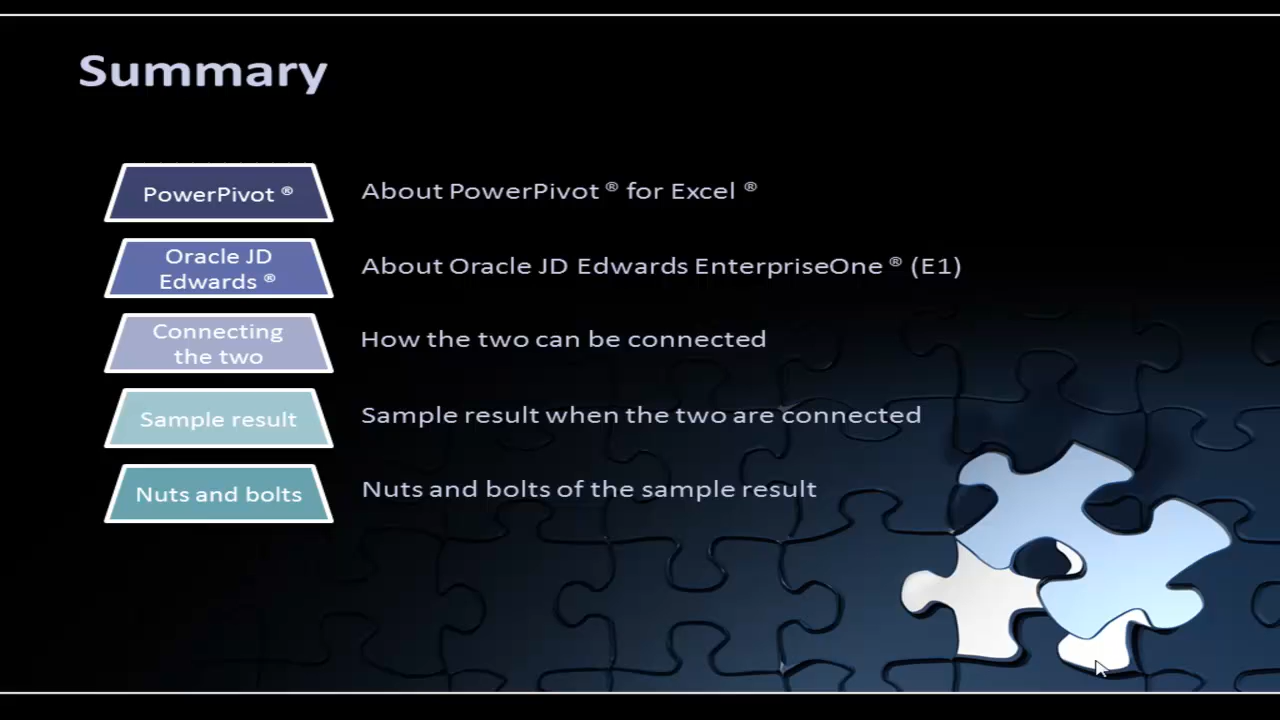 Summary
PowerPivot ®
About PowerPivot ® for Excel ®
Oracle JD
Edwards ®
About Oracle JD Edwards EnterpriseOne ® (E1)
Connecting
the two
How the two can be connected
Sample result
Sample result when the two are connected
Nuts and bolts
Nuts and bolts of the sample result